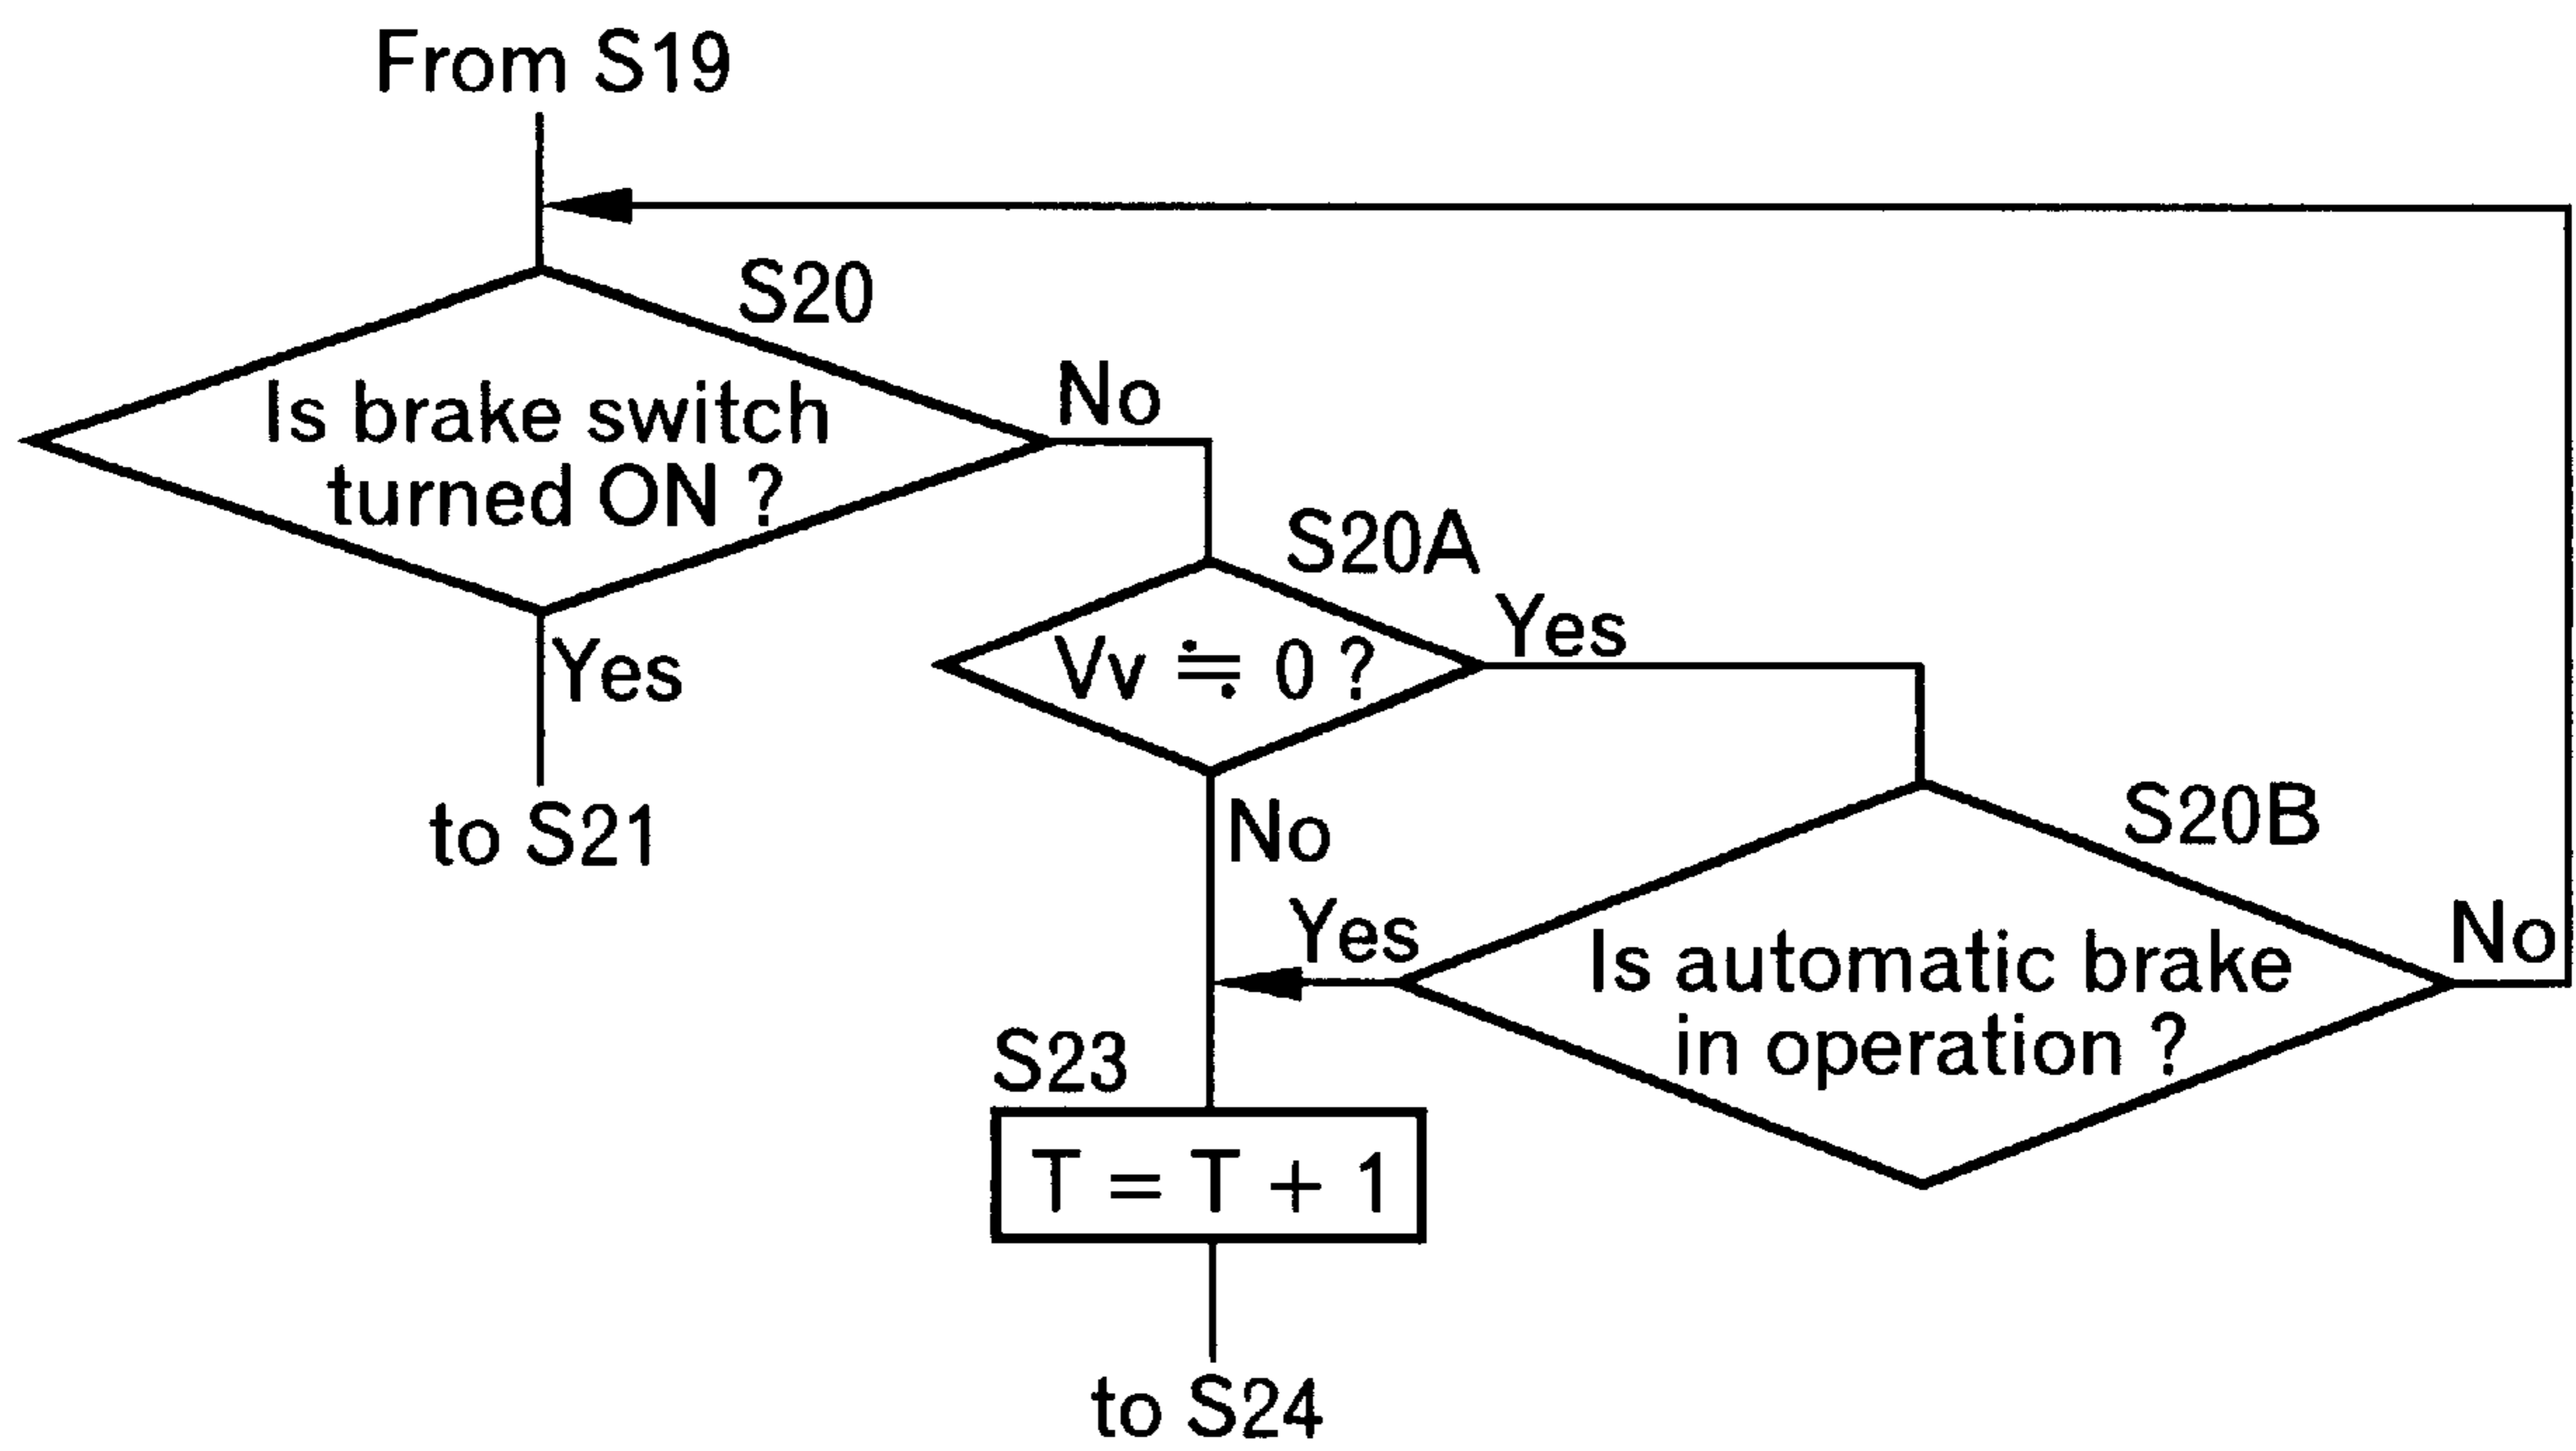 From S19
S20
Is brake switch
turned ON ?
No
Yes
to S21
S20A
Vv ≒ 0 ?
Yes
No
S20B
Is automatic brake
in operation ?
Yes
No
S23
T = T + 1
to S24